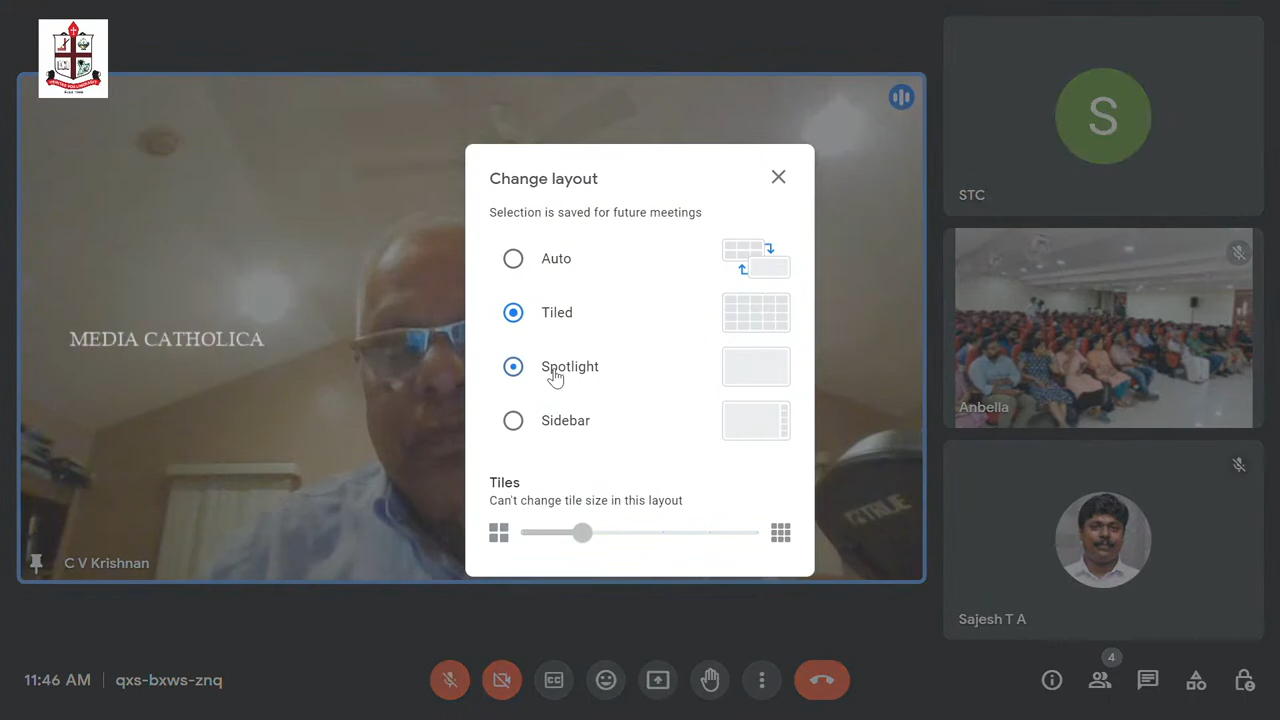 Change layout
Selection is saved for future meetings
Auto
Tiled
Spotlight
Sidebar
Tiles
Can't change tile size in this layout
MEDIA CATHOLICA
C V Krishnan
S
STC
Anbella
Sajesh T A
11:46 AM
qxs-bxws-znq
CC
4